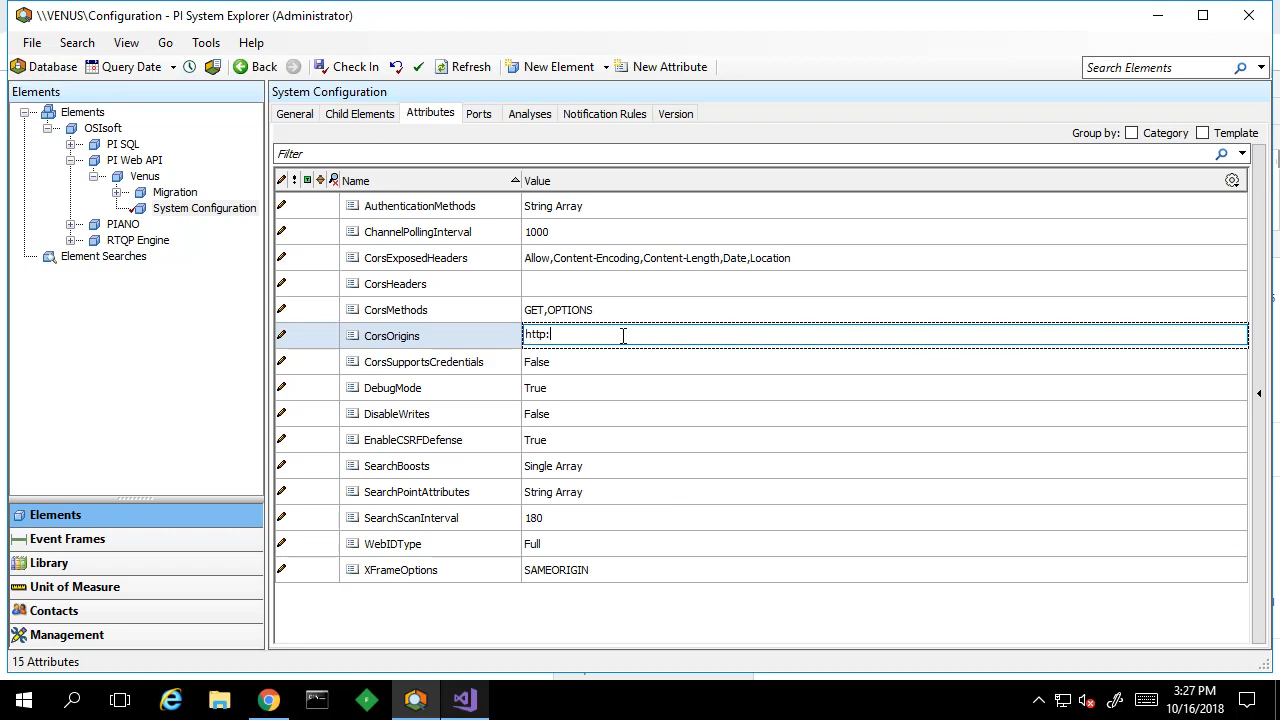 \\VENUS\Configuration - PI System Explorer (Administrator)
File Search View Go Tools Help
Database Query Date Back Check In Refresh New Element New Attribute Search Elements
Elements
Elements
OSIsoft
PI SQL
PI Web API
Venus
Migration
System Configuration
PIANO
RTQP Engine
Element Searches
Elements
Event Frames
Library
Unit of Measure
Contacts
Management
System Configuration
General Child Elements Attributes Ports Analyses Notification Rules Version
Group by: Category Template
Filter
Name Value
AuthenticationMethods String Array
ChannelPollingInterval 1000
CorsExposedHeaders Allow,Content-Encoding,Content-Length,Date,Location
CorsHeaders
CorsMethods GET,OPTIONS
CorsOrigins http:
CorsSupportsCredentials False
DebugMode True
DisableWrites False
EnableCSRFDefense True
SearchBoosts Single Array
SearchPointAttributes String Array
SearchScanInterval 180
WebIDType Full
XFrameOptions SAMEORIGIN
15 Attributes
3:27 PM
10/16/2018